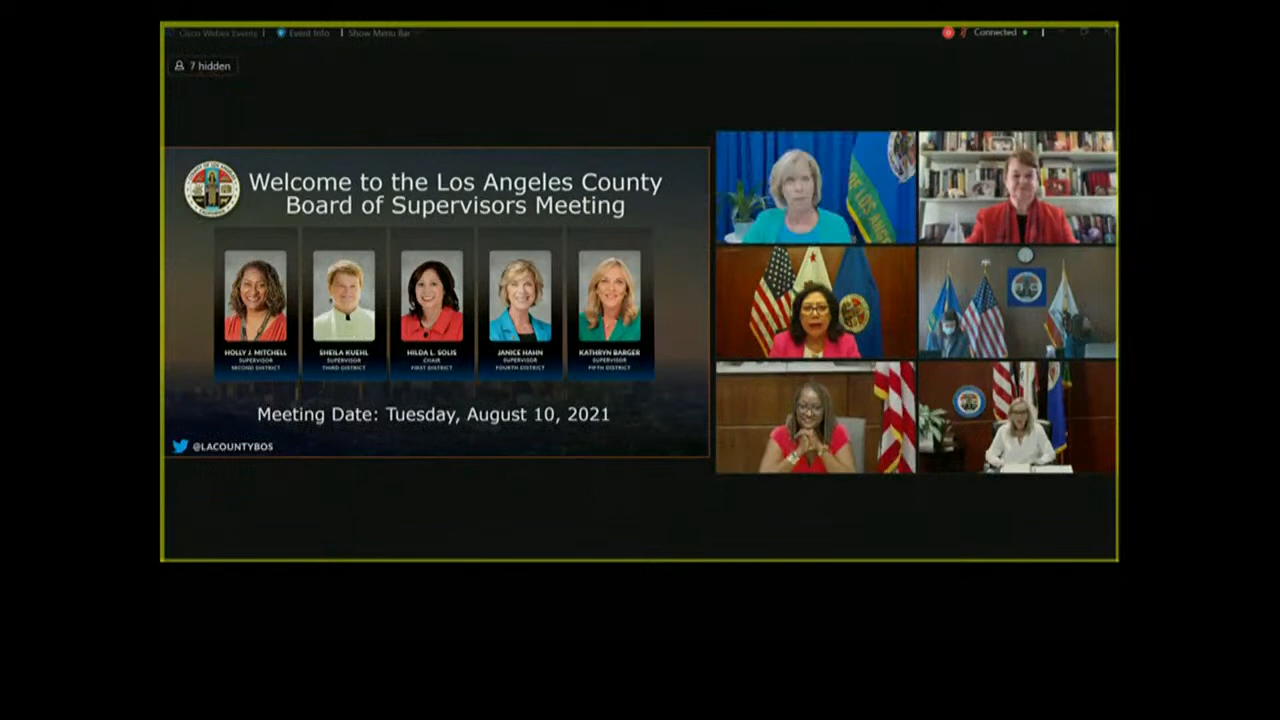 Cisco Webex Events
Event Info
Show Menu Bar
Connected
7 hidden
Welcome to the Los Angeles County
Board of Supervisors Meeting
HOLLY J. MITCHELL
SUPERVISOR
SECOND DISTRICT
SHEILA KUEHL
SUPERVISOR
THIRD DISTRICT
HILDA L. SOLIS
CHAIR
FIRST DISTRICT
JANICE HAHN
SUPERVISOR
FOURTH DISTRICT
KATHRYN BARGER
SUPERVISOR
FIFTH DISTRICT
Meeting Date: Tuesday, August 10, 2021
@LACOUNTYBOS